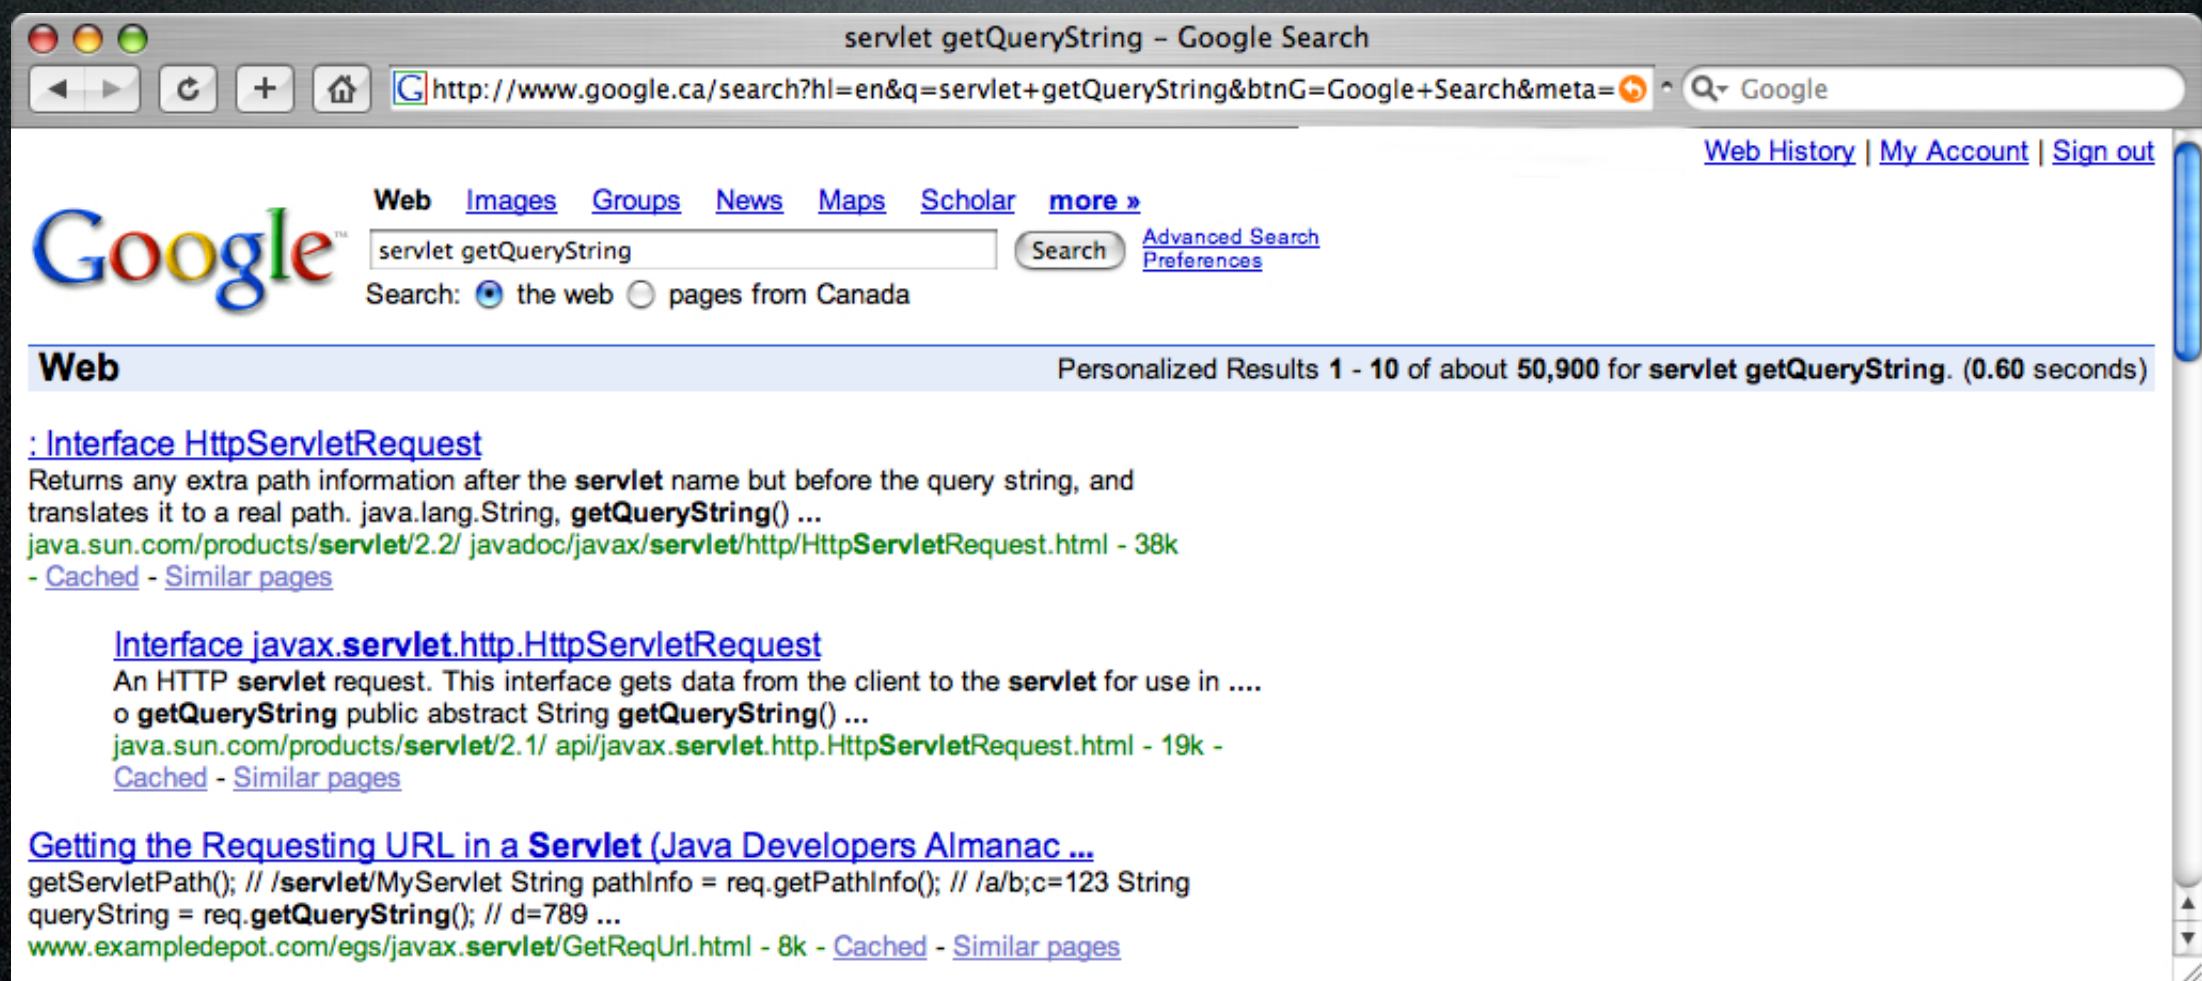 servlet getQueryString – Google Search
http://www.google.ca/search?hl=en&q=servlet+getQueryString&btnG=Google+Search&meta=
Google
Web History | My Account | Sign out
Web Images Groups News Maps Scholar more »
Google™
servlet getQueryString
Search
Advanced Search
Preferences
Search: the web pages from Canada
Web
Personalized Results 1 - 10 of about 50,900 for servlet getQueryString. (0.60 seconds)
: Interface HttpServletRequest
Returns any extra path information after the servlet name but before the query string, and
translates it to a real path. java.lang.String, getQueryString() ...
java.sun.com/products/servlet/2.2/ javadoc/javax/servlet/http/HttpServletRequest.html - 38k
- Cached - Similar pages
Interface javax.servlet.http.HttpServletRequest
An HTTP servlet request. This interface gets data from the client to the servlet for use in ....
o getQueryString public abstract String getQueryString() ...
java.sun.com/products/servlet/2.1/ api/javax.servlet.http.HttpServletRequest.html - 19k -
Cached - Similar pages
Getting the Requesting URL in a Servlet (Java Developers Almanac ...
getServletPath(); // /servlet/MyServlet String pathInfo = req.getPathInfo(); // /a/b;c=123 String
queryString = req.getQueryString(); // d=789 ...
www.exampledepot.com/egs/javax.servlet/GetReqUrl.html - 8k - Cached - Similar pages